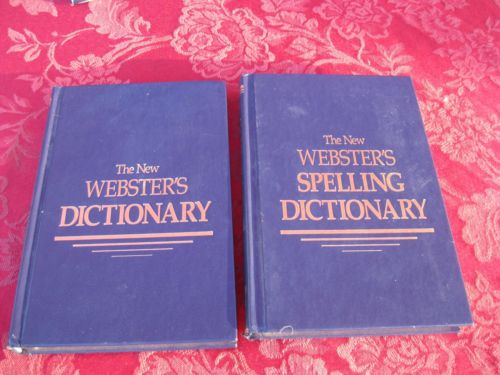 The New
WEBSTER'S
DICTIONARY
The New
WEBSTER'S
SPELLING
DICTIONARY